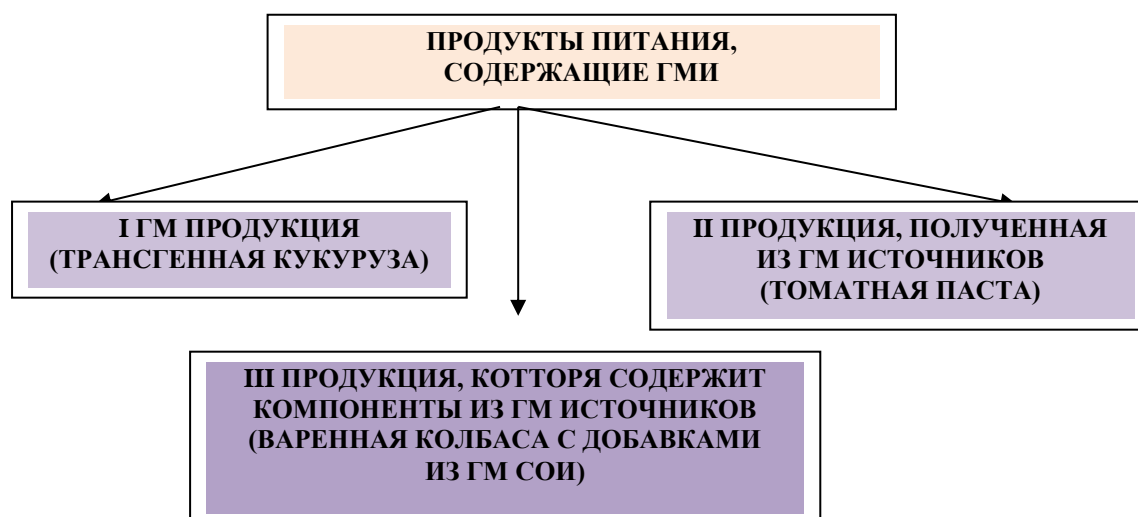 ПРОДУКТЫ ПИТАНИЯ,
СОДЕРЖАЩИЕ ГМИ
I ГМ ПРОДУКЦИЯ
(ТРАНСГЕННАЯ КУКУРУЗА)
II ПРОДУКЦИЯ, ПОЛУЧЕННАЯ
ИЗ ГМ ИСТОЧНИКОВ
(ТОМАТНАЯ ПАСТА)
III ПРОДУКЦИЯ, КОТТОРЯ СОДЕРЖИТ
КОМПОНЕНТЫ ИЗ ГМ ИСТОЧНИКОВ
(ВАРЕННАЯ КОЛБАСА С ДОБАВКАМИ
ИЗ ГМ СОИ)